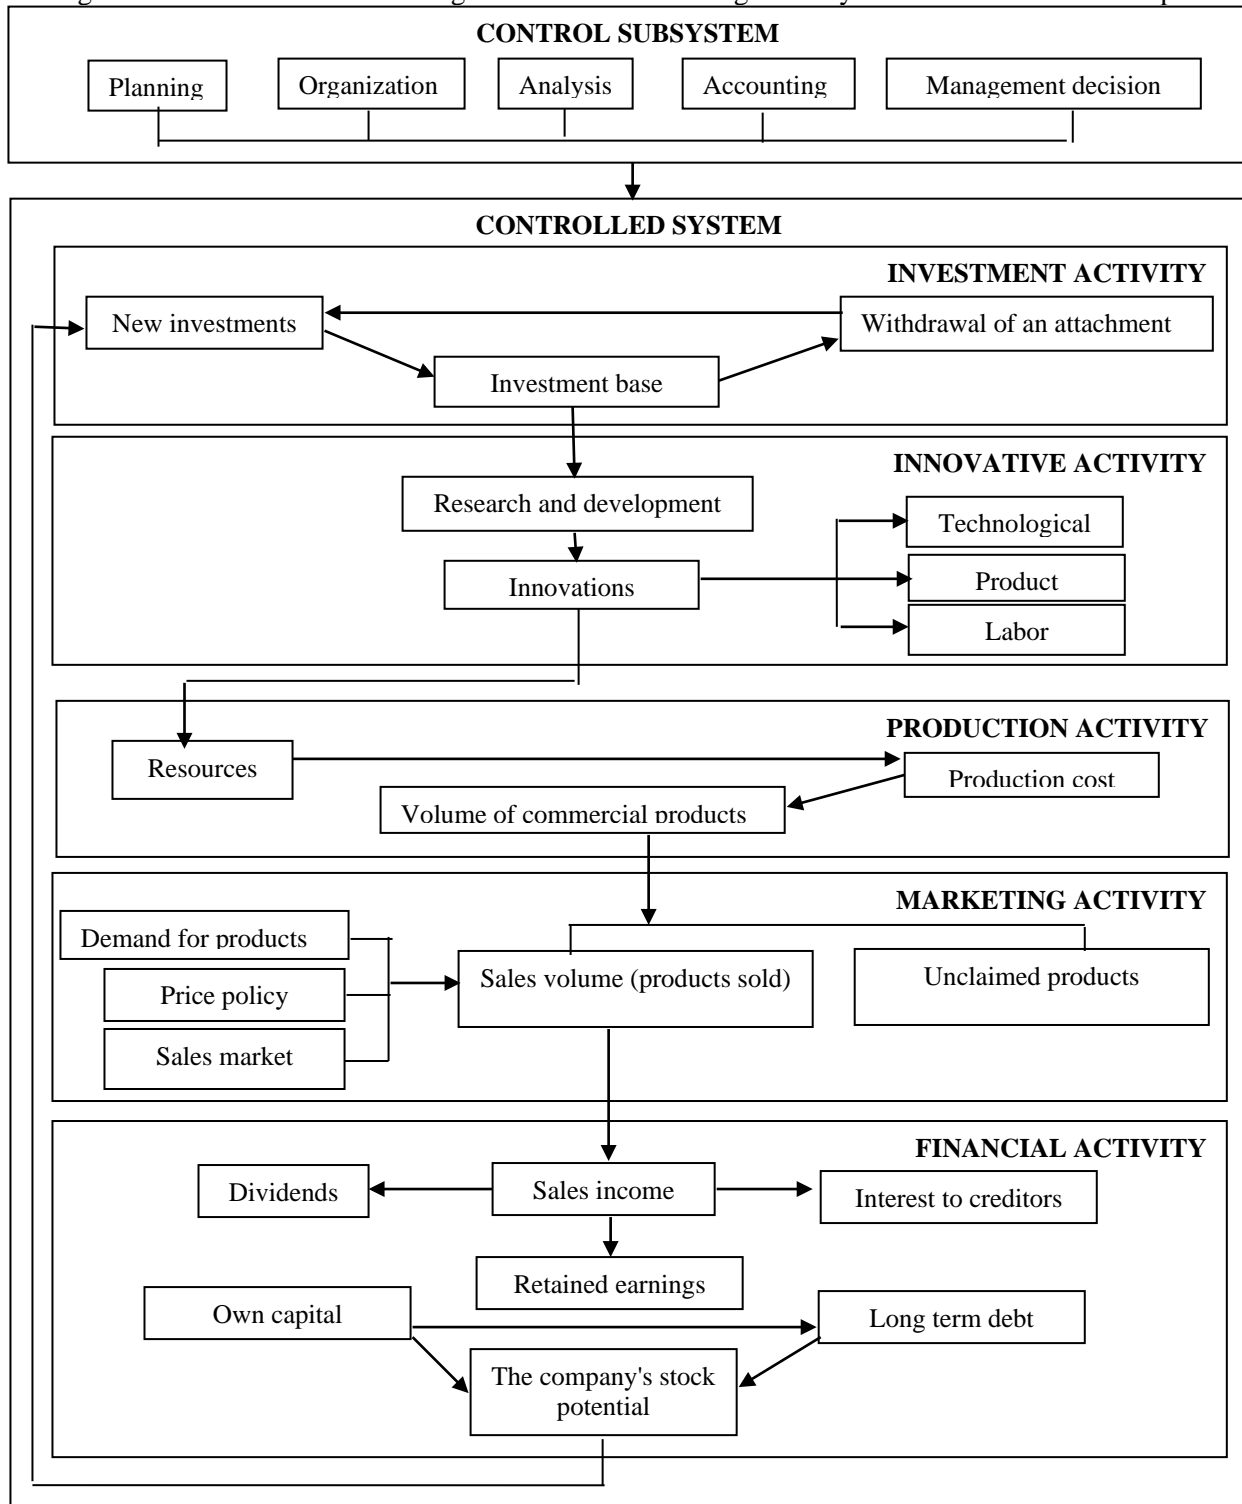 CONTROL SUBSYSTEM
Planning
Organization
Analysis
Accounting
Management decision
CONTROLLED SYSTEM
INVESTMENT ACTIVITY
New investments
Withdrawal of an attachment
Investment base
INNOVATIVE ACTIVITY
Research and development
Technological
Innovations
Product
Labor
PRODUCTION ACTIVITY
Resources
Production cost
Volume of commercial products
MARKETING ACTIVITY
Demand for products
Price policy
Sales market
Sales volume (products sold)
Unclaimed products
FINANCIAL ACTIVITY
Dividends
Sales income
Interest to creditors
Retained earnings
Own capital
Long term debt
The company's stock
potential